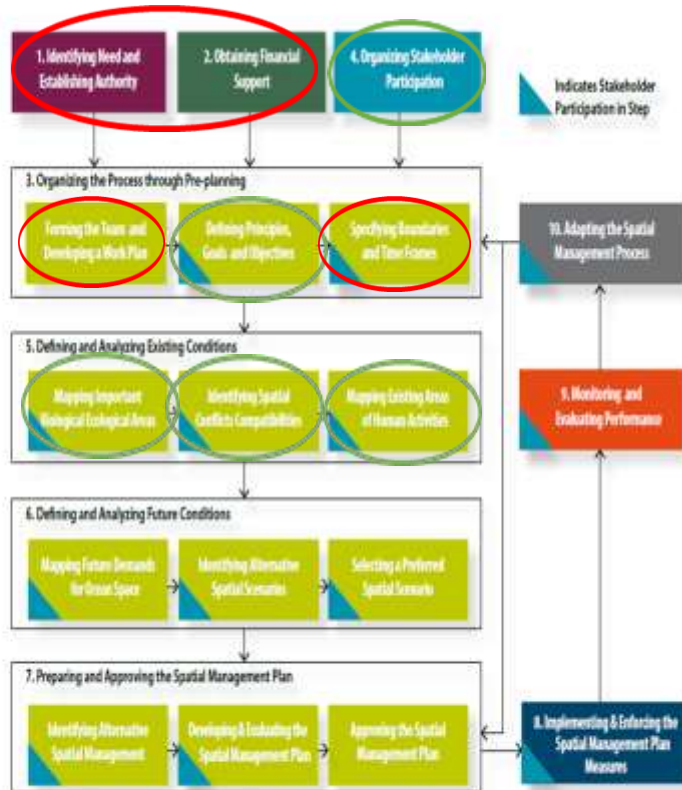 1. Identifying Need and
Establishing Authority
2. Obtaining Financial
Support
4. Organizing Stakeholder
Participation
Indicates Stakeholder
Participation in Step
3. Organizing the Process through Pre-planning
Forming the Team and
Developing a Work Plan
Defining Principles,
Goals and Objectives
Specifying Boundaries
and Time Frames
10. Adapting the Spatial
Management Process
5. Defining and Analyzing Existing Conditions
Mapping Important
Biological Ecological Areas
Identifying Spatial
Conflicts Compatibilities
Mapping Existing Areas
of Human Activities
9. Monitoring and
Evaluating Performance
6. Defining and Analyzing Future Conditions
Mapping Future Demands
for Ocean Space
Identifying Alternative
Spatial Scenarios
Selecting a Preferred
Spatial Scenario
7. Preparing and Approving the Spatial Management Plan
Identifying Alternative
Spatial Management
Developing & Evaluating the
Spatial Management Plan
Approving the Spatial
Management Plan
8. Implementing & Enforcing the
Spatial Management Plan
Measures